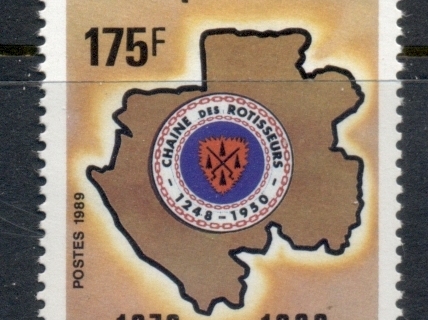 175F
CHAINE DES ROTISSEURS
- 1248 - 1950 -
POSTES 1989